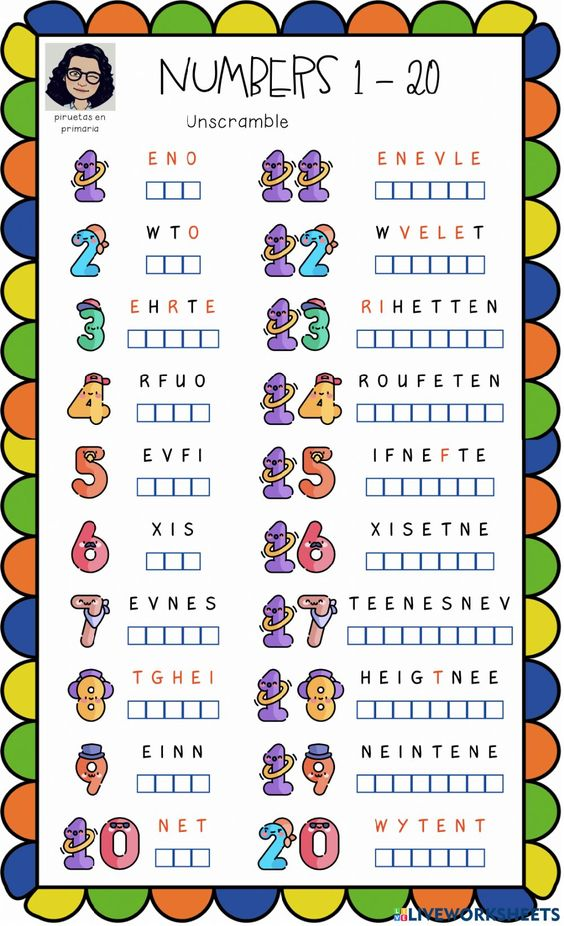 NUMBERS 1 - 20
piruetas en
primaria
Unscramble
1 ENO
11 ENEVLE
2 WTO
12 WVELET
3 EHRTE
13 RIHETTEN
4 RFUO
14 ROUFETEN
5 EVFI
15 IFNEFTE
6 XIS
16 XISETNE
7 EVNES
17 TEENESNEV
8 TGHEI
18 HEIGTNEE
9 EINN
19 NEINTENE
10 NET
20 WYTENT
LIVE LIVEWORKSHEETS